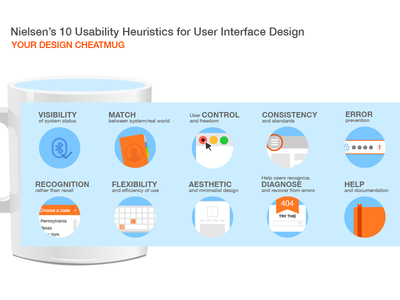 Nielsen's 10 Usability Heuristics for User Interface Design
YOUR DESIGN CHEATMUG
VISIBILITY
of system status
MATCH
between system/real world
User CONTROL
and freedom
CONSISTENCY
and standards
ERROR
prevention
RECOGNITION
rather than recall
Choose a state
Pennsylvania
Texas
FLEXIBILITY
and efficiency of use
AESTHETIC
and minimalist design
Help users recognize,
DIAGNOSE
and recover from errors
404
TRY THIS
HELP
and documentation